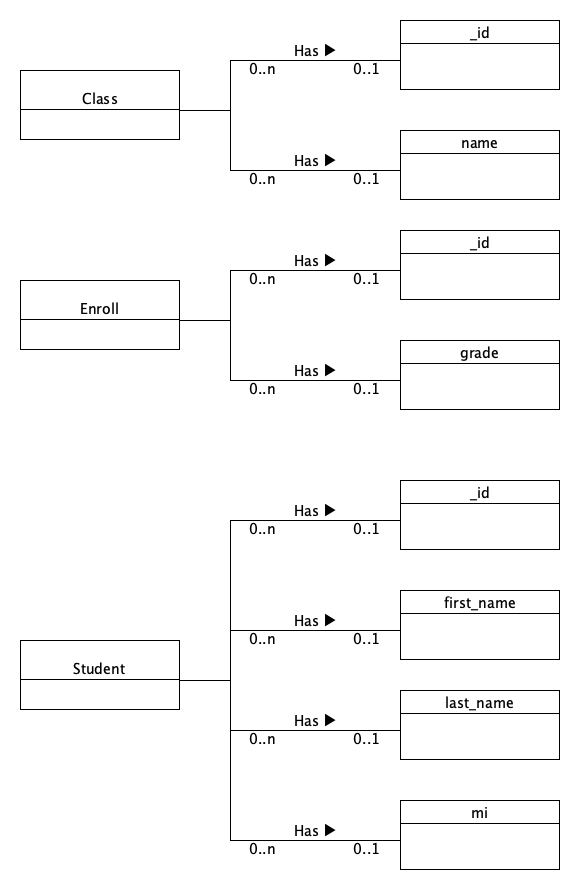 Has ▶
_id
0..n 0..1
Class
Has ▶
name
0..n 0..1
Has ▶
_id
0..n 0..1
Enroll
Has ▶
grade
0..n 0..1
Has ▶
_id
0..n 0..1
Has ▶
first_name
0..n 0..1
Student
Has ▶
last_name
0..n 0..1
Has ▶
mi
0..n 0..1